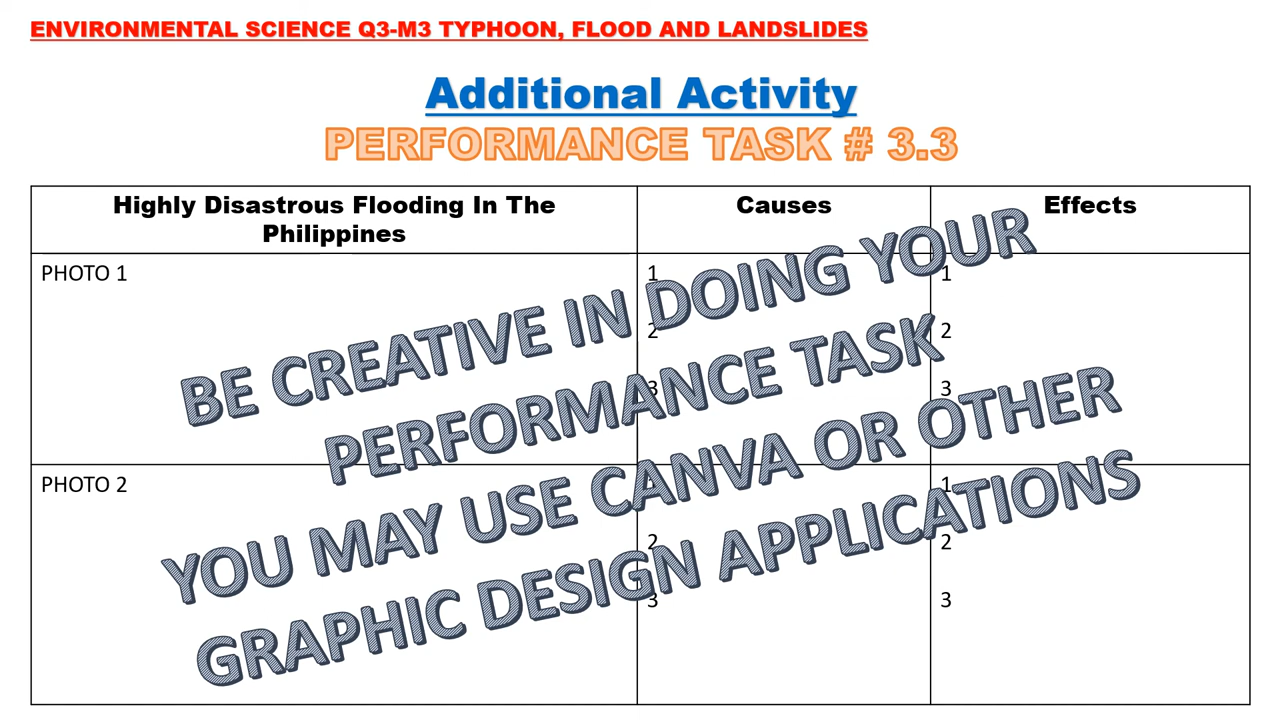 ENVIRONMENTAL SCIENCE Q3-M3 TYPHOON, FLOOD AND LANDSLIDES
Additional Activity
PERFORMANCE TASK # 3.3
Highly Disastrous Flooding In The
Philippines
Causes
Effects
PHOTO 1
1
2
3
1
2
3
PHOTO 2
2
3
1
2
3
BE CREATIVE IN DOING YOUR
PERFORMANCE TASK
YOU MAY USE CANVA OR OTHER
GRAPHIC DESIGN APPLICATIONS